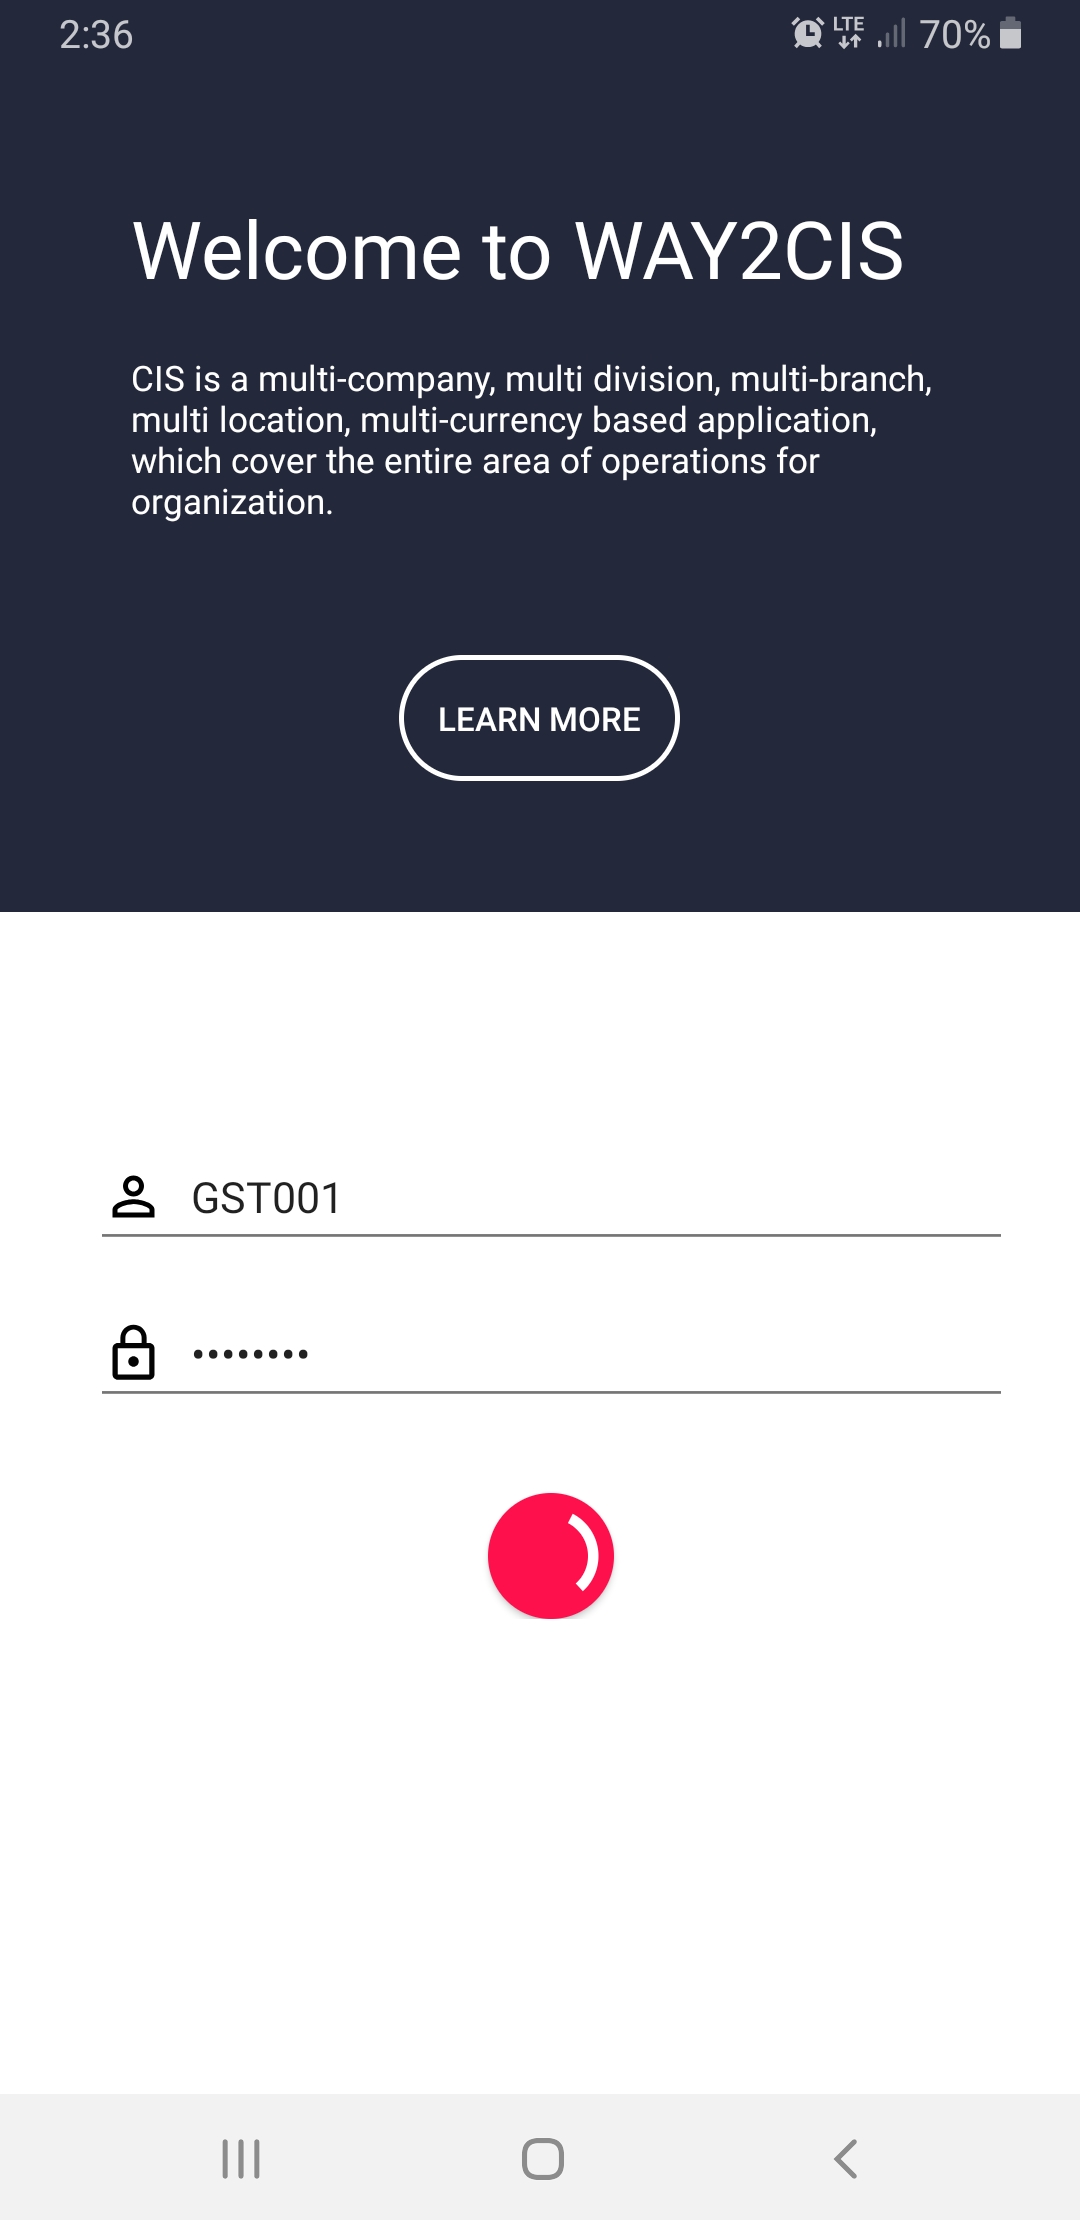 2:36
LTE 70%
Welcome to WAY2CIS
CIS is a multi-company, multi division, multi-branch,
multi location, multi-currency based application,
which cover the entire area of operations for
organization.
LEARN MORE
GST001
••••••••